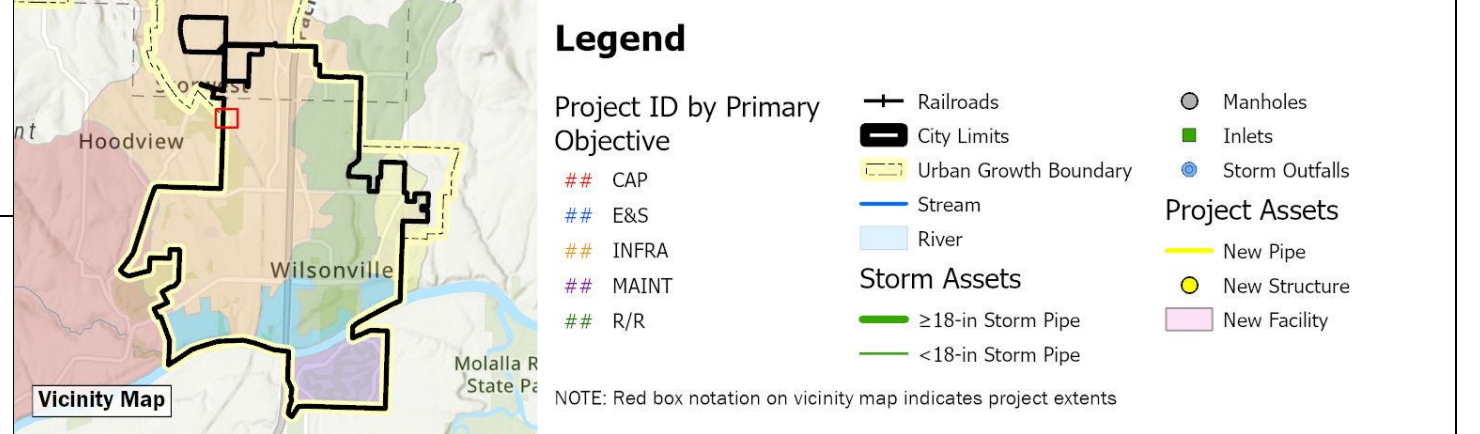 nt
Hoodview
Wilsonville
Molalla R
State Pa
Vicinity Map
Legend
Project ID by Primary
Objective
## CAP
## E&S
## INFRA
## MAINT
## R/R
Railroads
City Limits
Urban Growth Boundary
Stream
River
Storm Assets
≥18-in Storm Pipe
<18-in Storm Pipe
Manholes
Inlets
Storm Outfalls
Project Assets
New Pipe
New Structure
New Facility
NOTE: Red box notation on vicinity map indicates project extents